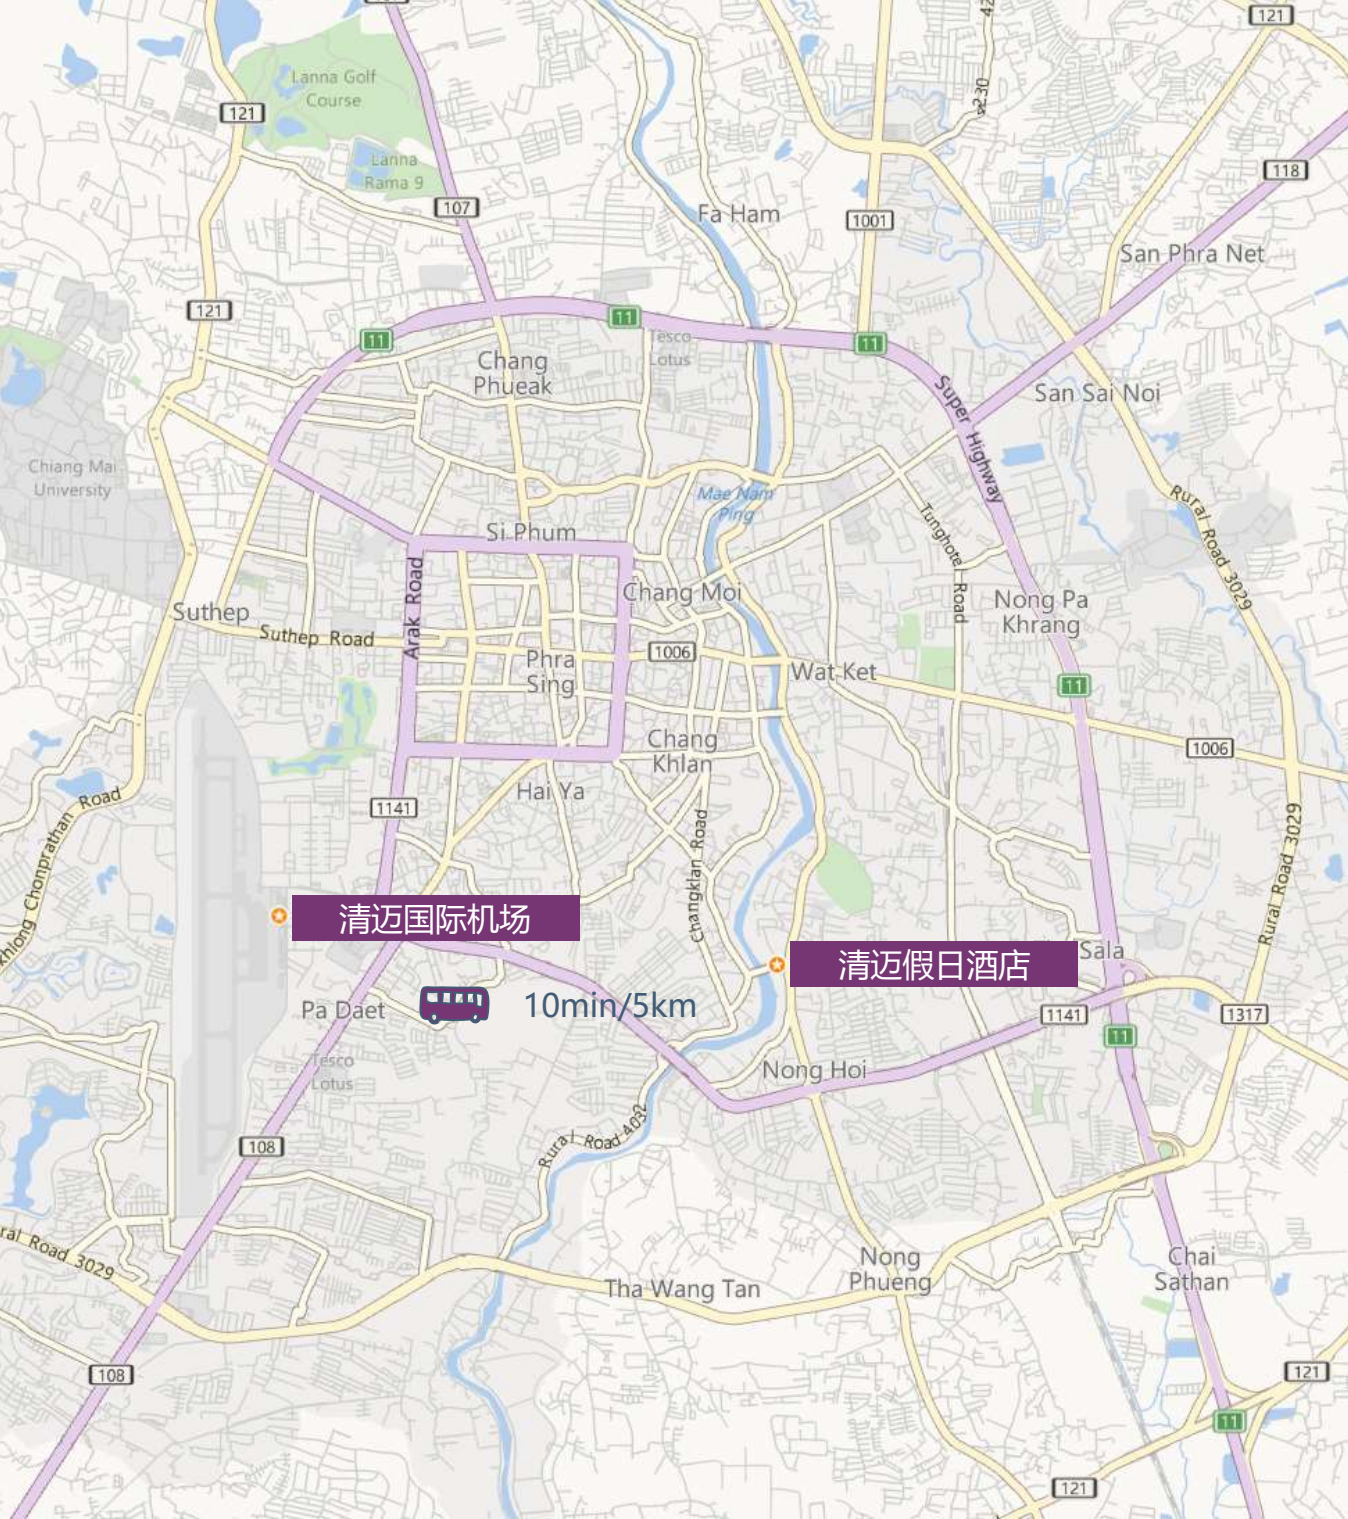 121
Lanna Golf
Course
121
Lanna
Rama 9
107
Fa Ham
1001
118
San Phra Net
121
11
11
Tesco
Lotus
11
Chang
Phueak
San Sai Noi
Super Highway
Chiang Mai
University
Mae Nam
Ping
Rural Road 3029
Si Phum
Tunghotel Road
Arak Road
Chang Moi
Nong Pa
Khrang
Suthep
Suthep Road
1006
Phra
Sing
Wat Ket
11
Chang
Khlan
1006
Hai Ya
1141
Road
Chonprathan
Changklan Road
Rural Road 3029
清迈国际机场
清迈假日酒店
Sala
10min/5km
Pa Daet
1141
1317
11
Tesco
Lotus
Nong Hoi
108
Rural Road 4032
ral Road 3029
Nong
Phueng
Tha Wang Tan
Chai
Sathan
108
121
11
121